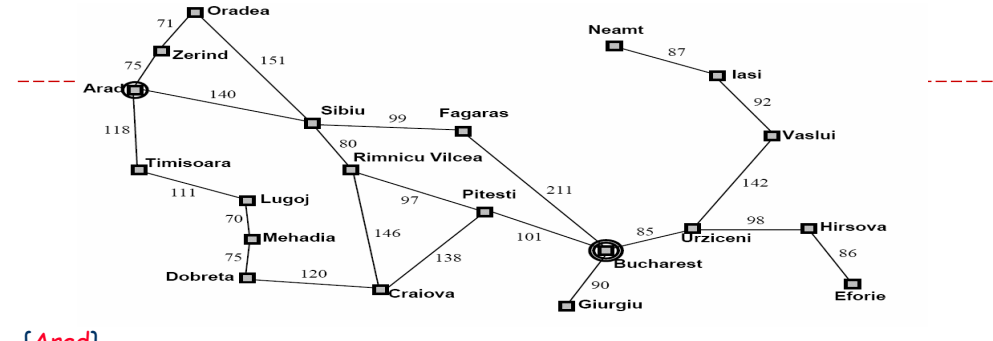 Oradea
71
Neamt
Zerind
87
151
75
Iasi
Arad
140
92
Sibiu
Fagaras
99
118
Vaslui
80
Rimnicu Vilcea
Timisoara
142
111
211
Lugoj
97
Pitesti
70
98
Hirsova
146
85
Mehadia
101
Urziceni
86
75
138
Bucharest
Dobreta
120
90
Craiova
Eforie
Giurgiu
{Arad}